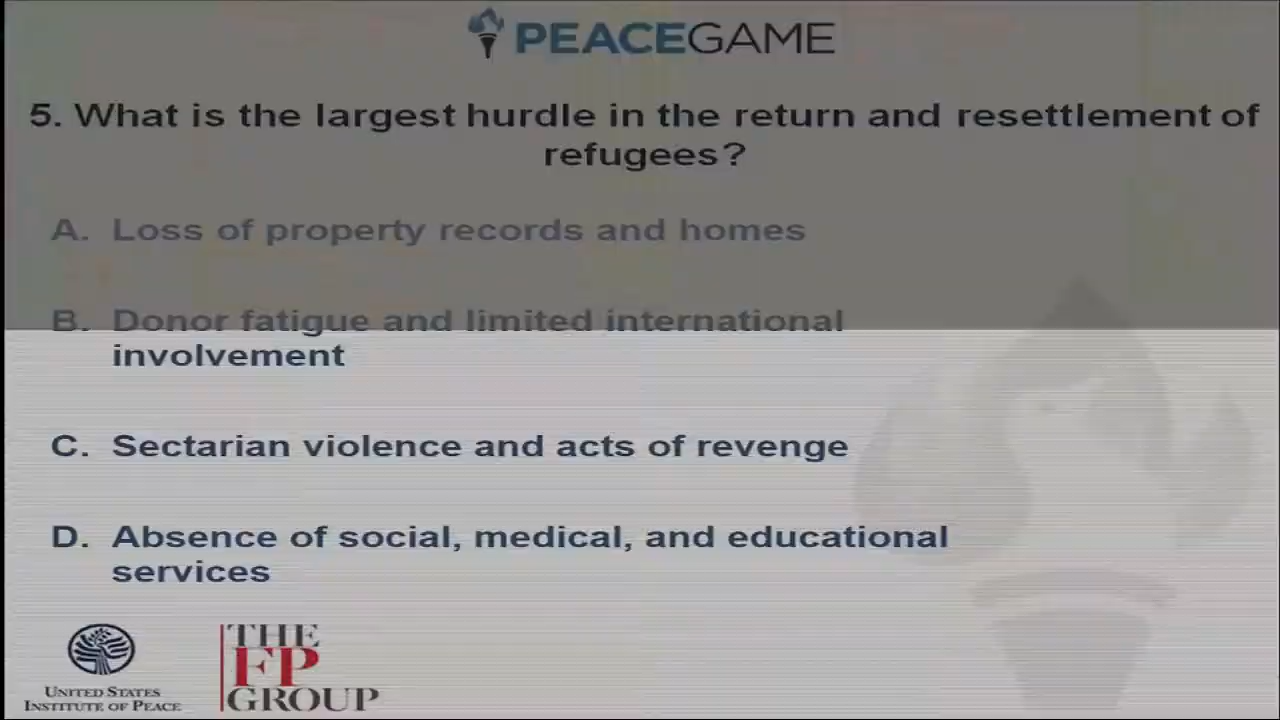 PEACEGAME
5. What is the largest hurdle in the return and resettlement of
refugees?
A. Loss of property records and homes
B. Donor fatigue and limited international
involvement
C. Sectarian violence and acts of revenge
D. Absence of social, medical, and educational
services
UNITED STATES
INSTITUTE OF PEACE
THE
FP
GROUP